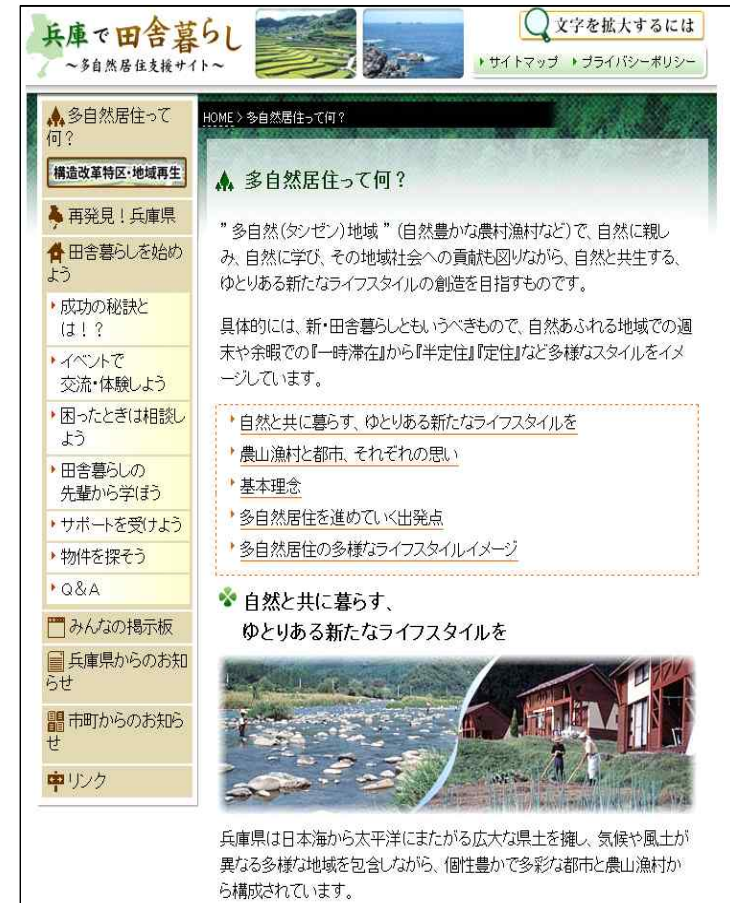 兵庫で田舎暮らし
～多自然居住支援サイト～
文字を拡大するには
サイトマップ
プライバシーポリシー
多自然居住って
何？
構造改革特区・地域再生
再発見！兵庫県
田舎暮らしを始め
よう
成功の秘訣と
は！？
イベントで
交流・体験しよう
困ったときは相談し
よう
田舎暮らしの
先輩から学ぼう
サポートを受けよう
物件を探そう
Q&A
みんなの掲示板
兵庫県からのお知
らせ
市町からのお知ら
せ
リンク
HOME > 多自然居住って何？
多自然居住って何？
"多自然(タシゼン)地域"(自然豊かな農村漁村など)で、自然に親し
み、自然に学び、その地域社会への貢献も図りながら、自然と共生する、
ゆとりある新たなライフスタイルの創造を目指すものです。
具体的には、新・田舎暮らしともいうべきもので、自然あふれる地域での週
末や余暇での『一時滞在』から『半定住』『定住』など多様なスタイルをイメ
ージしています。
自然と共に暮らす、ゆとりある新たなライフスタイルを
農山漁村と都市、それぞれの思い
基本理念
多自然居住を進めていく出発点
多自然居住の多様なライフスタイルイメージ
自然と共に暮らす、
ゆとりある新たなライフスタイルを
兵庫県は日本海から太平洋にまたがる広大な県土を擁し、気候や風土が
異なる多様な地域を包含しながら、個性豊かで多彩な都市と農山漁村か
ら構成されています。